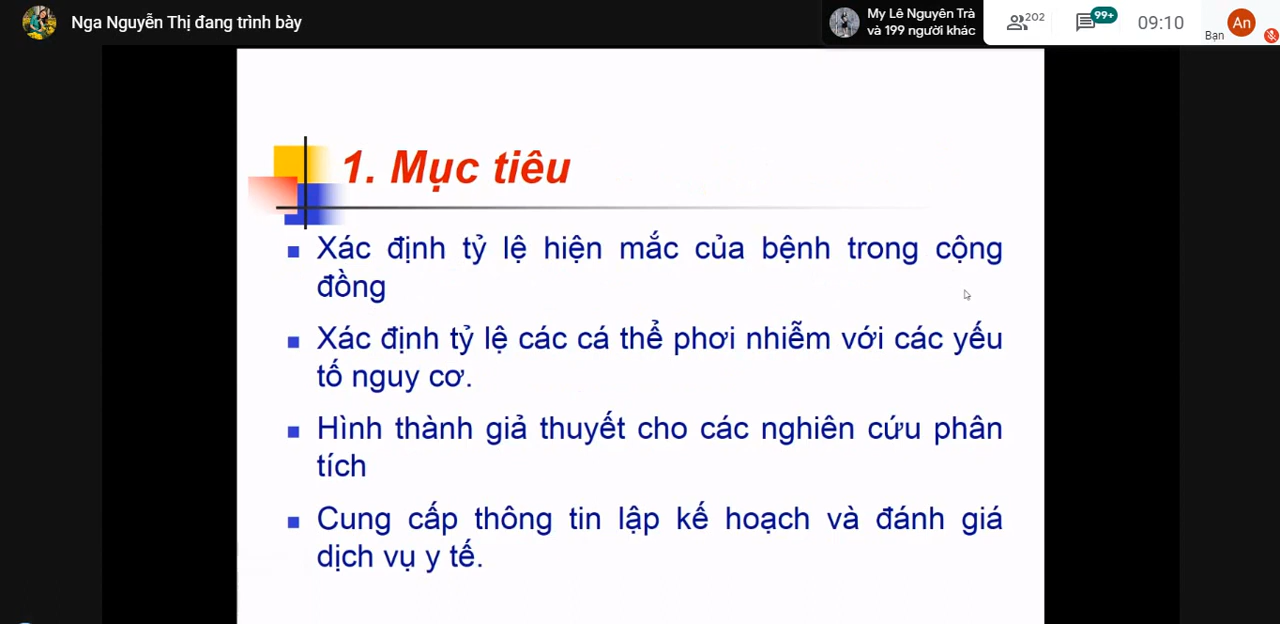 Nga Nguyễn Thị đang trình bày
My Lê Nguyên Trà
và 199 người khác
202
99+
09:10
Bạn
An
1. Mục tiêu
Xác định tỷ lệ hiện mắc của bệnh trong cộng
đồng
Xác định tỷ lệ các cá thể phơi nhiễm với các yếu
tố nguy cơ.
Hình thành giả thuyết cho các nghiên cứu phân
tích
Cung cấp thông tin lập kế hoạch và đánh giá
dịch vụ y tế.